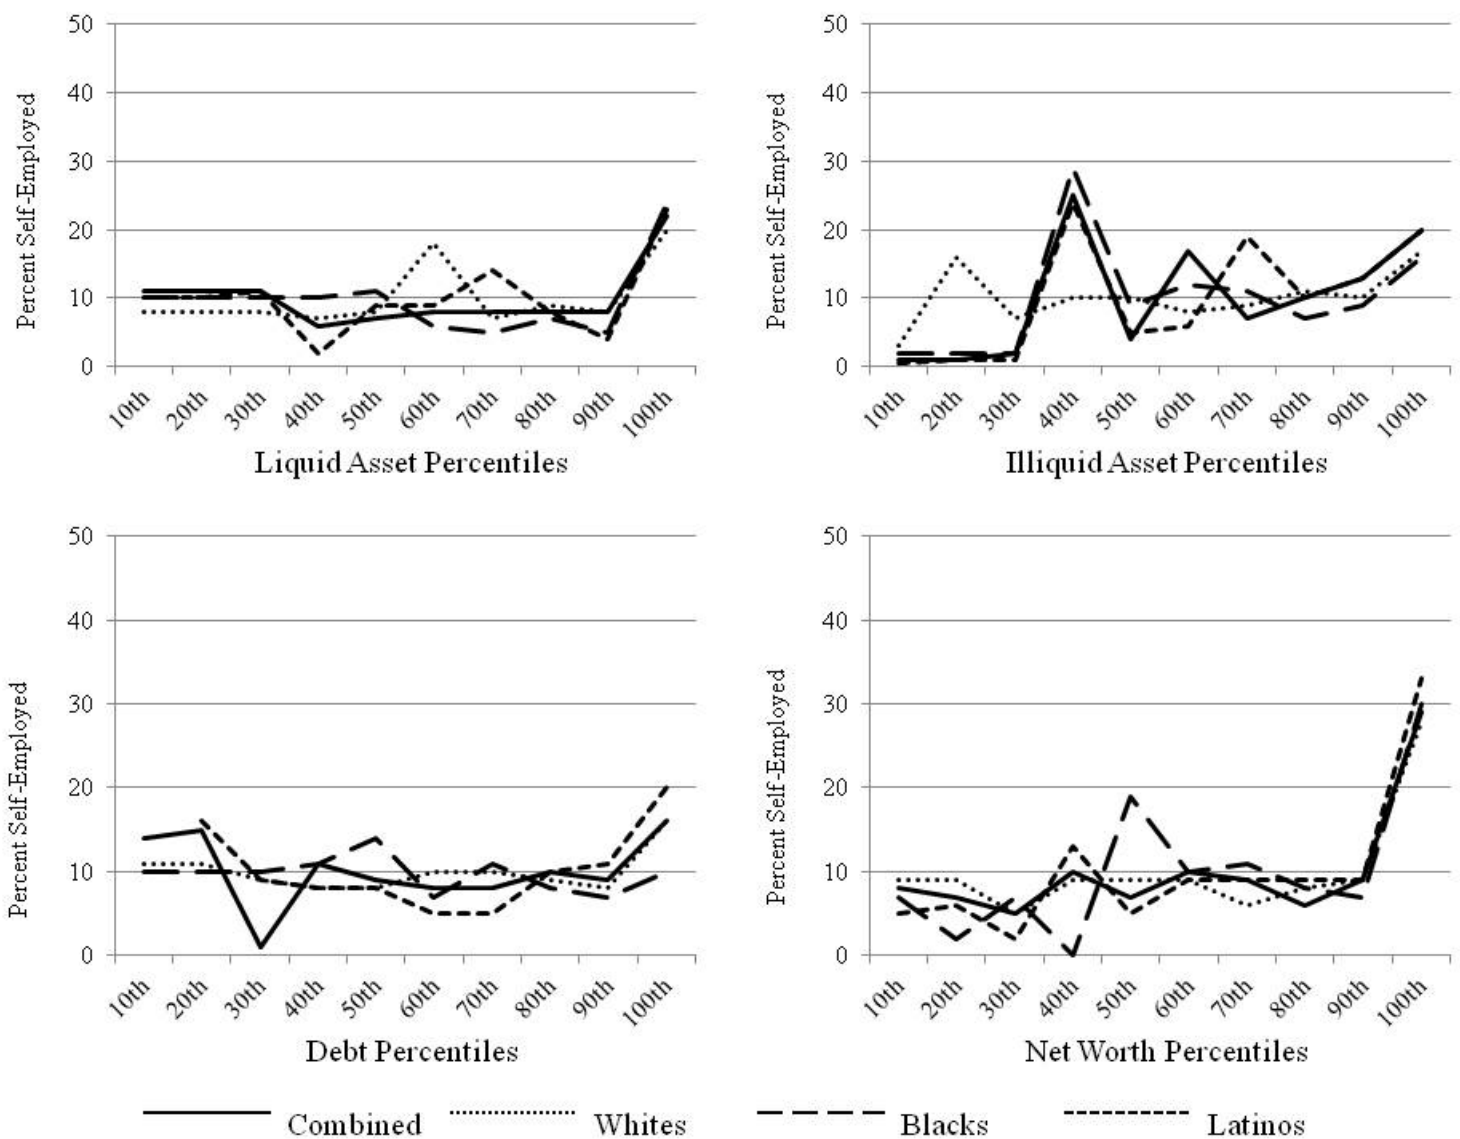 50
40
30
20
10
0
Percent Self-Employed
10th 20th 30th 40th 50th 60th 70th 80th 90th 100th
Liquid Asset Percentiles
50
40
30
20
10
0
Percent Self-Employed
10th 20th 30th 40th 50th 60th 70th 80th 90th 100th
Illiquid Asset Percentiles
50
40
30
20
10
0
Percent Self-Employed
10th 20th 30th 40th 50th 60th 70th 80th 90th 100th
Debt Percentiles
50
40
30
20
10
0
Percent Self-Employed
10th 20th 30th 40th 50th 60th 70th 80th 90th 100th
Net Worth Percentiles
Combined Whites Blacks Latinos